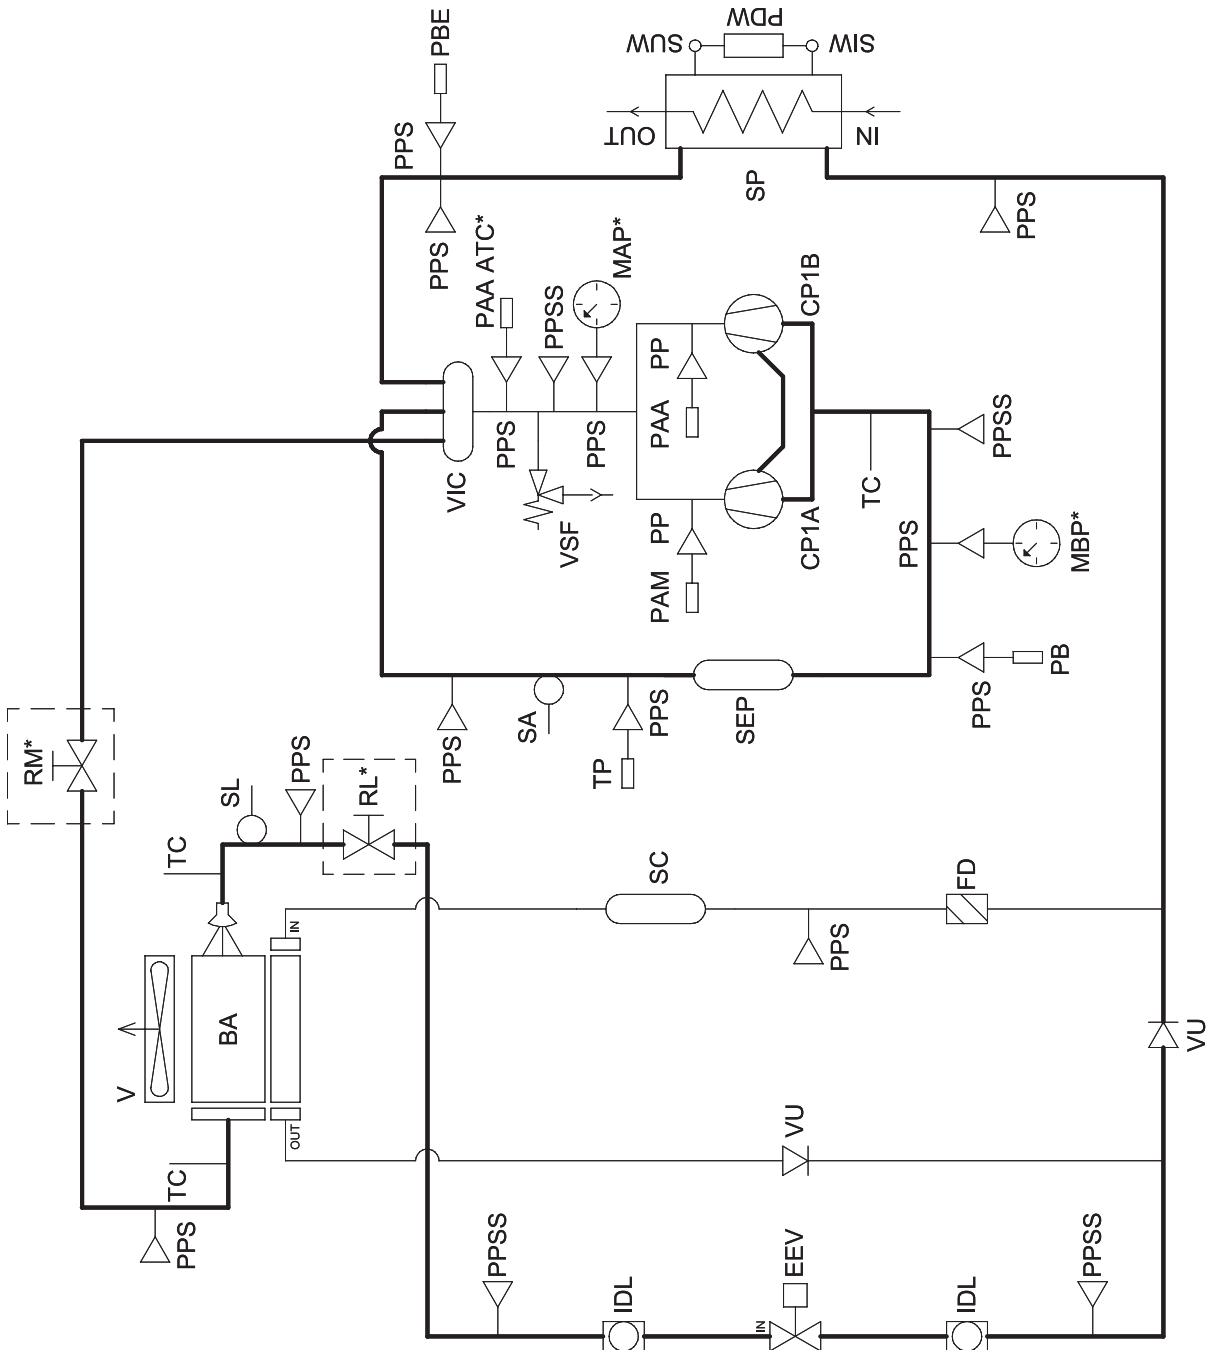 RM*
V
TC
TC
PPS
BA
SL
OUT
IN
PPS
RL*
PPS
PBE
PPS
PPS
VIC
PAA ATC*
PPSS
PPS
SA
PPSS
VSF
PPS
TP
MAP*
IDL
OUT
SUW
PPS
SC
PAM
PP
PAA
PP
SEP
PDW
SP
IN
EEV
VU
CP1A
CP1B
PPS
SIW
IN
TC
PPS
IDL
FD
PPS
PPSS
PPS
PB
MBP*
PPSS
VU